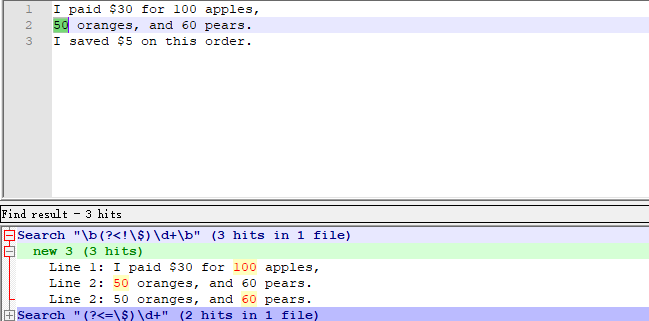 1 I paid $30 for 100 apples,
2 50 oranges, and 60 pears.
3 I saved $5 on this order.
Find result - 3 hits
Search "\b(?<!\$)\d+\b" (3 hits in 1 file)
new 3 (3 hits)
Line 1: I paid $30 for 100 apples,
Line 2: 50 oranges, and 60 pears.
Line 2: 50 oranges, and 60 pears.
Search "(?<=\$)\d+" (2 hits in 1 file)